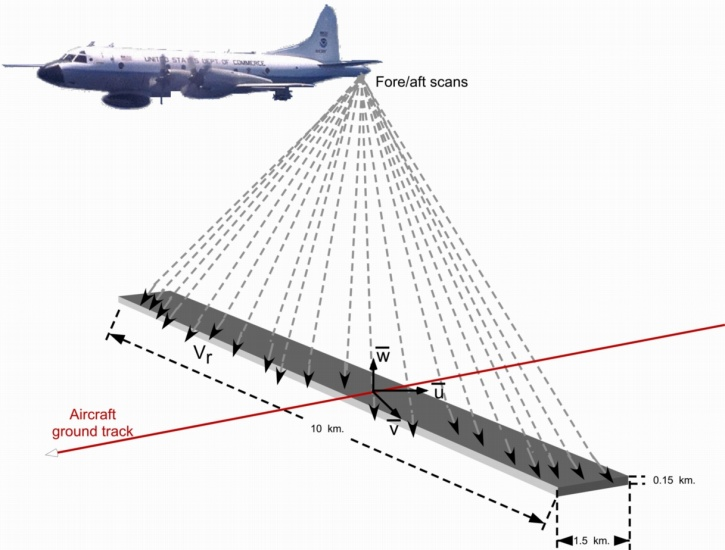 UNITED STATES DEPT OF COMMERCE
Fore/aft scans
Vr
w
u
v
Aircraft
ground track
10 km.
0.15 km.
1.5 km.